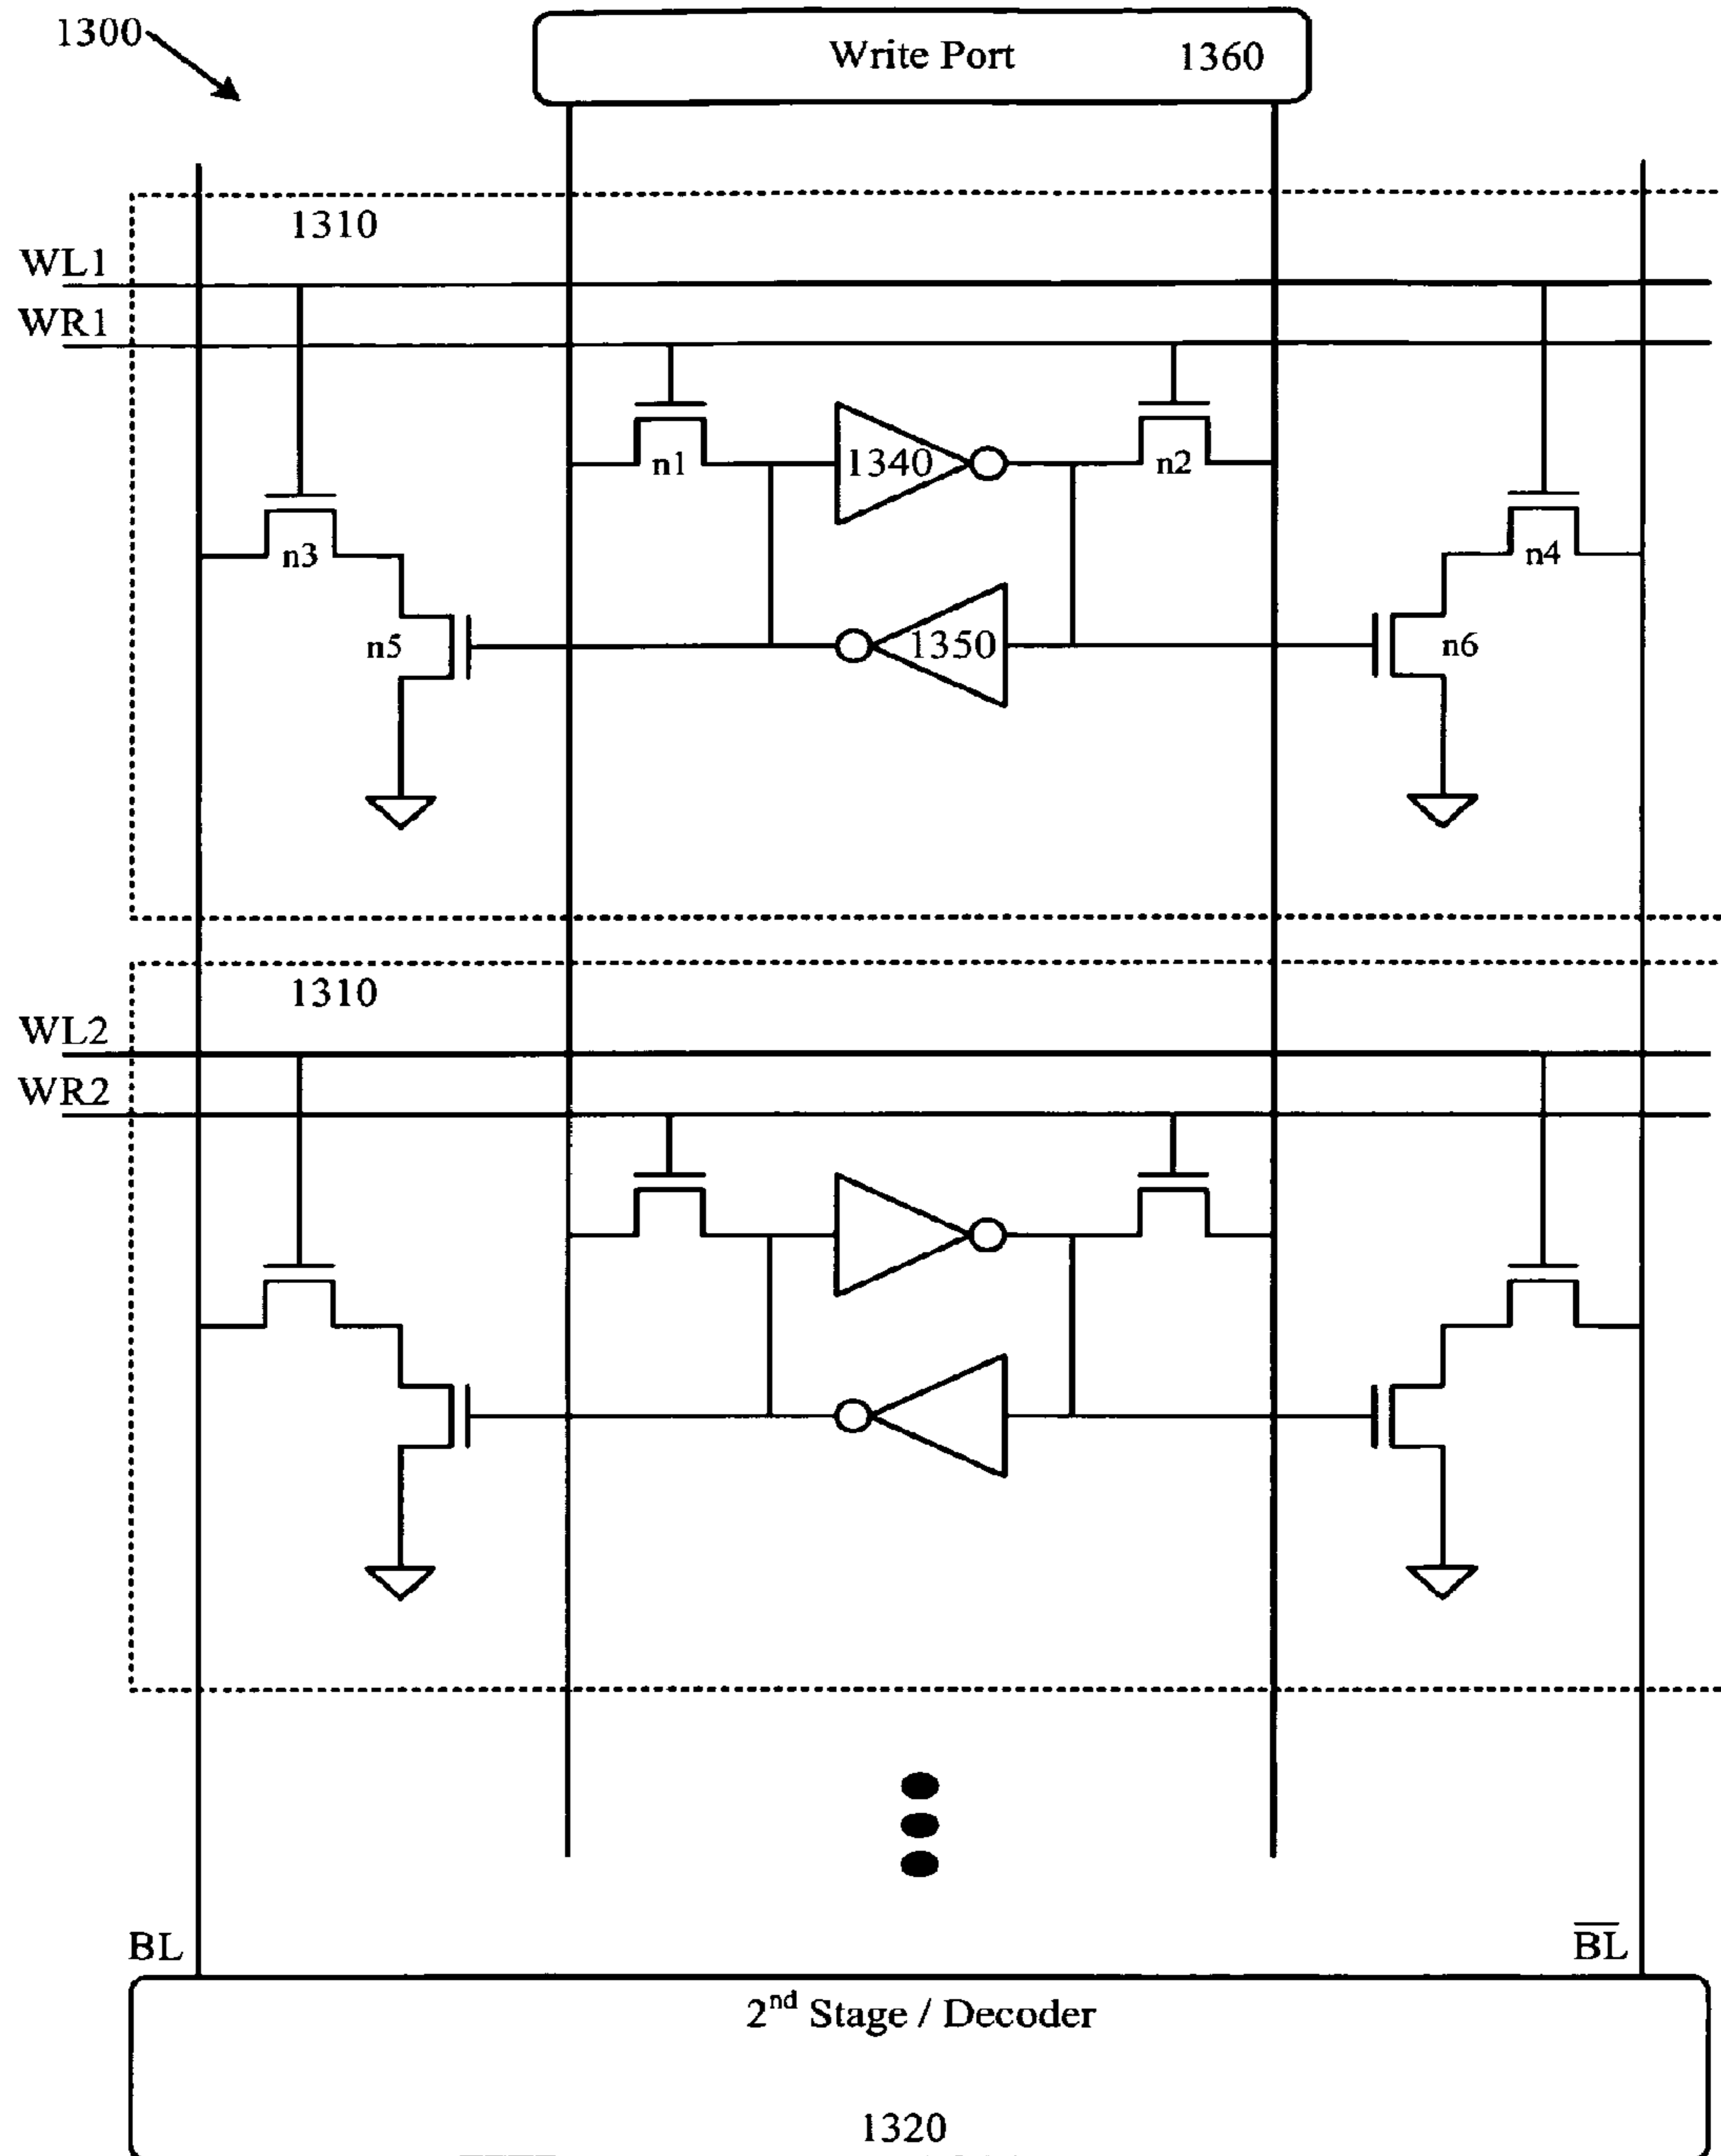 1300
Write Port 1360
1310
WL1
WR1
n1 1340 n2
n3 n4
n5 1350 n6
1310
WL2
WR2
BL B̅L̅
2nd Stage / Decoder
1320